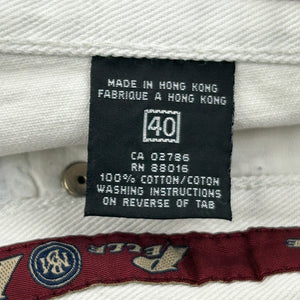 MADE IN HONG KONG
FABRIQUE A HONG KONG
40
CA 02786
RN 88016
100% COTTON/COTON
WASHING INSTRUCTIONS
ON REVERSE OF TAB